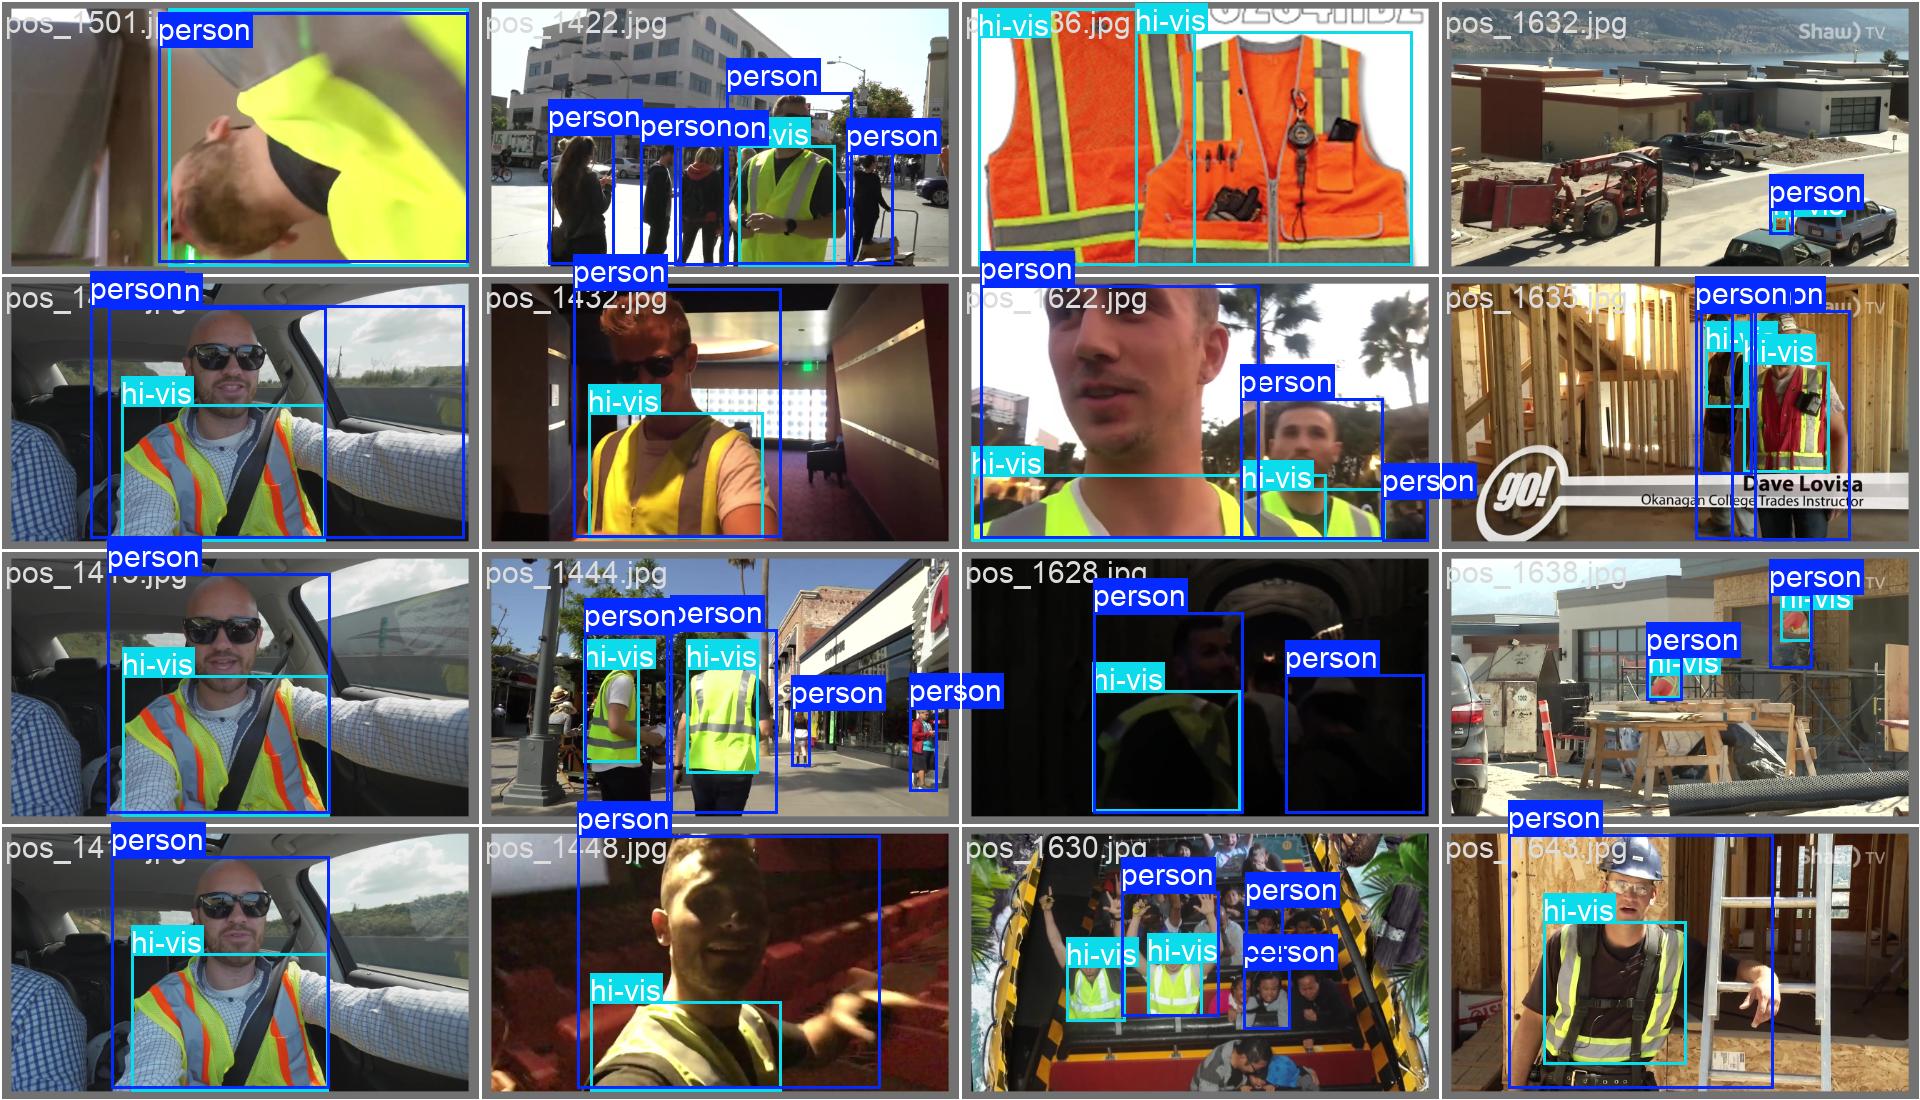 pos_1501.j
person
pos_1422.jpg
person
person
person
on
-vis
person
hi-vis
36.jpg
hi-vis
pos_1632.jpg
Shaw) TV
person
pos_1
person
n
hi-vis
pos_1432.jpg
person
hi-vis
pos_1622.jpg
person
person
hi-vis
hi-vis
person
pos_1635.jpg
person
on
TV
hi-v
hi-vis
go!
Dave Lovisa
Okanagan College Trades Instructor
person
hi-vis
pos_1444.jpg
person
person
hi-vis
hi-vis
person
person
pos_1628.jpg
person
hi-vis
person
pos_1638.jpg
person
TV
hi-vis
person
hi-vis
person
hi-vis
pos_1448.jpg
person
hi-vis
pos_1630.jpg
person
person
hi-vis
hi-vis
person
pos_1643.jpg
person
Shaw) TV
hi-vis